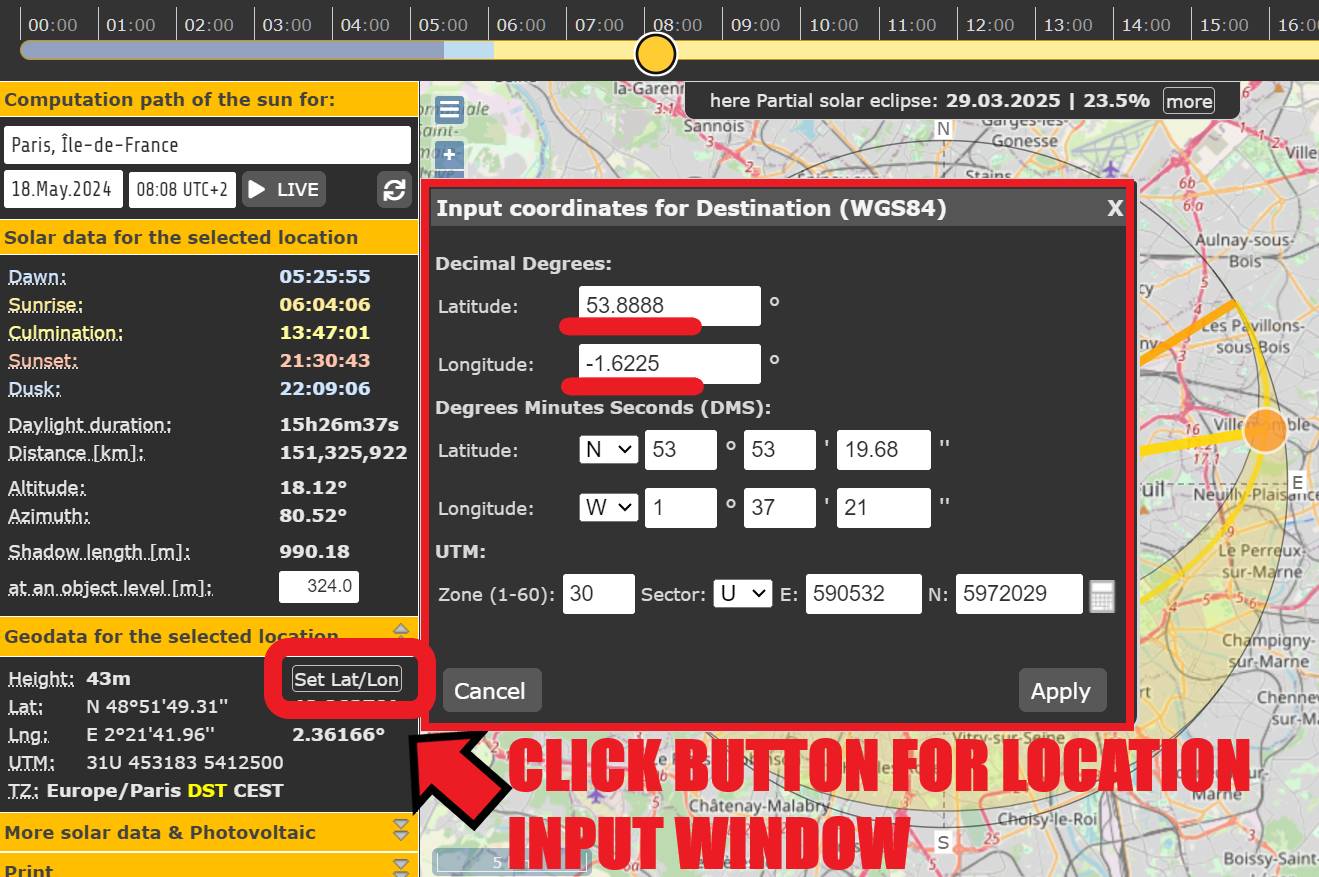 00:00 01:00 02:00 03:00 04:00 05:00 06:00 07:00 08:00 09:00 10:00 11:00 12:00 13:00 14:00 15:00
Computation path of the sun for:
Paris, Île-de-France
18.May.2024 08:08 UTC+2 LIVE
Solar data for the selected location
Dawn: 05:25:55
Sunrise: 06:04:06
Culmination: 13:47:01
Sunset: 21:30:43
Dusk: 22:09:06
Daylight duration: 15h26m37s
Distance [km]: 151,325,922
Altitude: 18.12°
Azimuth: 80.52°
Shadow length [m]: 990.18
at an object level [m]: 324.0
Geodata for the selected location
Height: 43m Set Lat/Lon
Lat: N 48°51'49.31''
Lng: E 2°21'41.96'' 2.36166°
UTM: 31U 453183 5412500
TZ: Europe/Paris DST CEST
More solar data & Photovoltaic
Print
here Partial solar eclipse: 29.03.2025 | 23.5% more
Input coordinates for Destination (WGS84) X
Decimal Degrees:
Latitude: 53.8888 °
Longitude: -1.6225 °
Degrees Minutes Seconds (DMS):
Latitude: N 53 ° 53 ' 19.68 ''
Longitude: W 1 ° 37 ' 21 ''
UTM:
Zone (1-60): 30 Sector: U E: 590532 N: 5972029
Cancel Apply
CLICK BUTTON FOR LOCATION
INPUT WINDOW
Sannois
N
Gonesse
Stains
Ville
6b
6.a
Aulnay-sous-
Bois
Les Pavillons-
sous-Bois
16
17.1
E
Neuilly-Plaisance
Le Perreux-
sur-Marne
Champigny-
sur-Marne
Vitry-sur-Seine
Châtenay-Malabry
Choisy-le-Roi
Marne
S
5
Boissy-Saint-